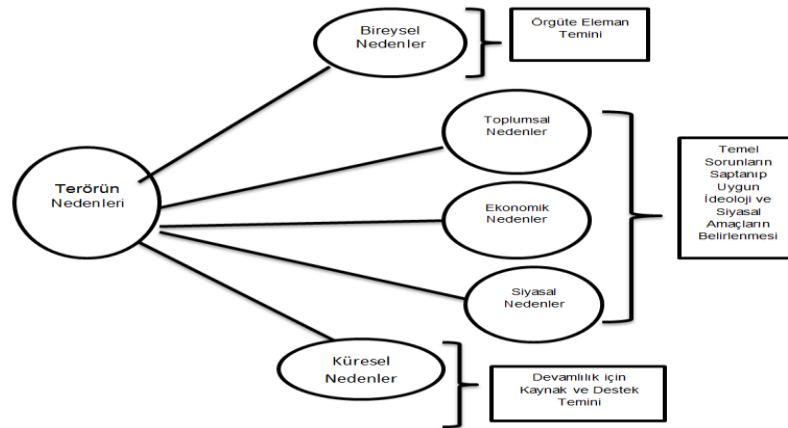 Bireysel
Nedenler
Örgüte Eleman
Temini
Toplumsal
Nedenler
Terörün
Nedenleri
Ekonomik
Nedenler
Temel
Sorunların
Saptanıp
Uygun
İdeoloji ve
Siyasal
Amaçların
Belirlenmesi
Siyasal
Nedenler
Küresel
Nedenler
Devamlılık için
Kaynak ve Destek
Temini